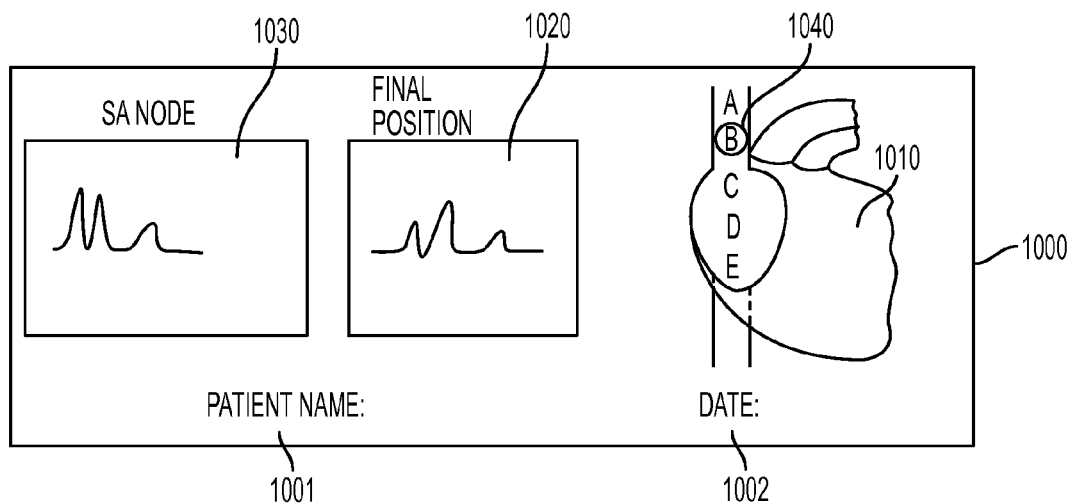 1030
1020
1040
SA NODE
FINAL
POSITION
A
B
C
D
E
1010
1000
PATIENT NAME:
DATE:
1001
1002